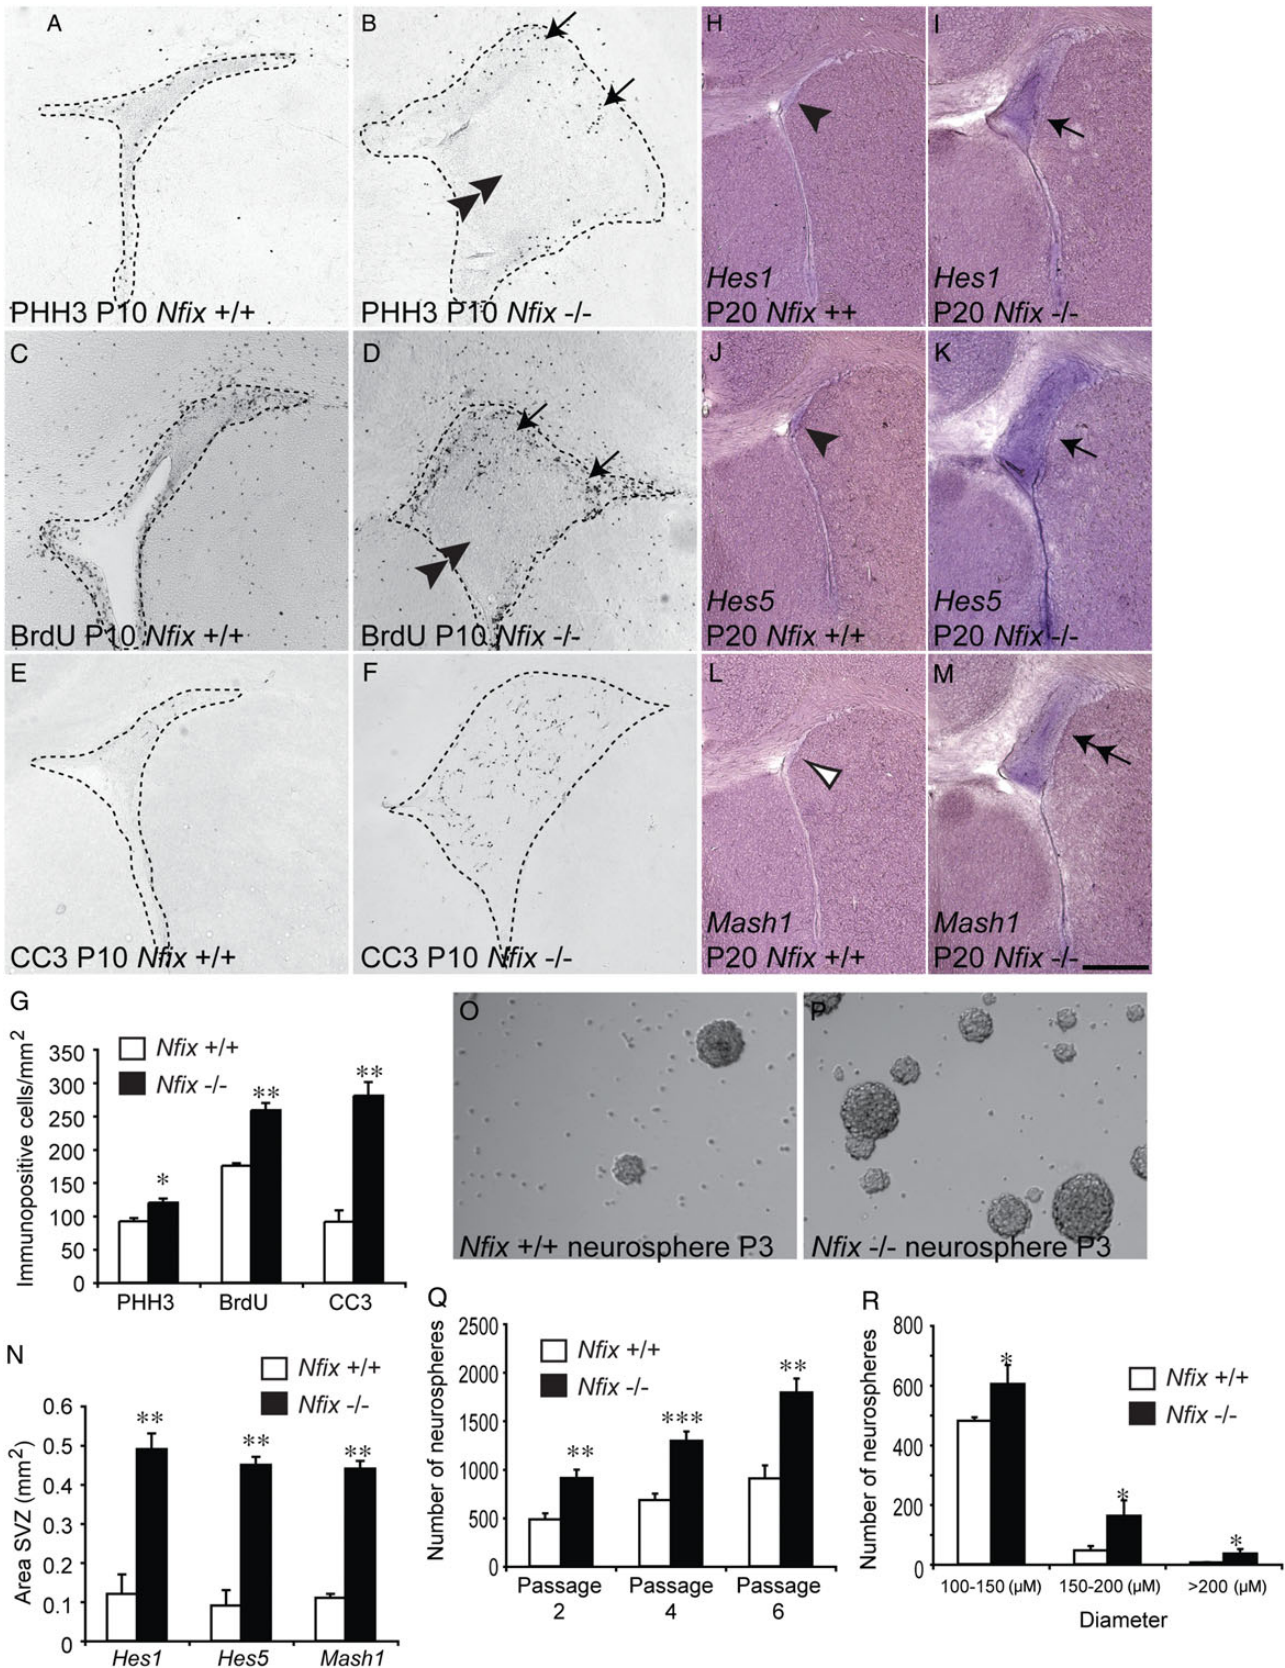 A
PHH3 P10 Nfix +/+
B
PHH3 P10 Nfix -/-
H
Hes1
P20 Nfix ++
I
Hes1
P20 Nfix -/-
C
BrdU P10 Nfix +/+
D
BrdU P10 Nfix -/-
J
Hes5
P20 Nfix +/+
K
Hes5
P20 Nfix -/-
E
CC3 P10 Nfix +/+
F
CC3 P10 Nfix -/-
L
Mash1
P20 Nfix +/+
M
Mash1
P20 Nfix -/-
G
Immunopositive cells/mm2
350
300
250
200
150
100
50
0
Nfix +/+
Nfix -/-
*
**
**
PHH3 BrdU CC3
O
Nfix +/+ neurosphere P3
P
Nfix -/- neurosphere P3
N
Area SVZ (mm2)
0.6
0.5
0.4
0.3
0.2
0.1
0
Nfix +/+
Nfix -/-
**
**
**
Hes1 Hes5 Mash1
Q
Number of neurospheres
2500
2000
1500
1000
500
0
Nfix +/+
Nfix -/-
**
***
**
Passage Passage Passage
2 4 6
R
Number of neurospheres
800
600
400
200
0
Nfix +/+
Nfix -/-
*
*
*
100-150 (µM) 150-200 (µM) >200 (µM)
Diameter